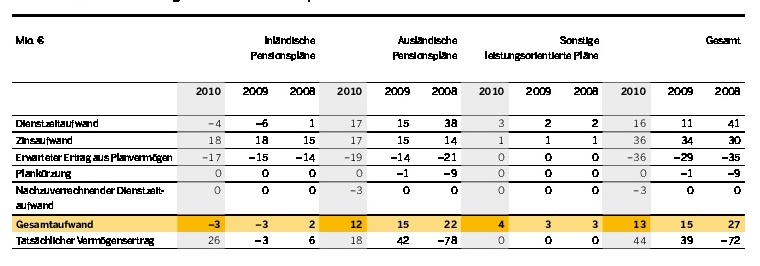 Mio. € Inländische Pensionspläne Ausländische Pensionspläne Sonstige leistungsorientierte Pläne Gesamt
2010 2009 2008 2010 2009 2008 2010 2009 2008 2010 2009 2008
Dienstzeitaufwand –4 –6 1 17 15 38 3 2 2 16 11 41
Zinsaufwand 18 18 15 17 15 14 1 1 1 36 34 30
Erwarteter Ertrag aus Planvermögen –17 –15 –14 –19 –14 –21 0 0 0 –36 –29 –35
Plankürzung 0 0 0 0 –1 –9 0 0 0 0 –1 –9
Nachzuverrechnender Dienstzeit- 0 0 0 –3 0 0 0 0 0 –3 0 0
aufwand
Gesamtaufwand –3 –3 2 12 15 22 4 3 3 13 15 27
Tatsächlicher Vermögensertrag 26 –3 6 18 42 –78 0 0 0 44 39 –72